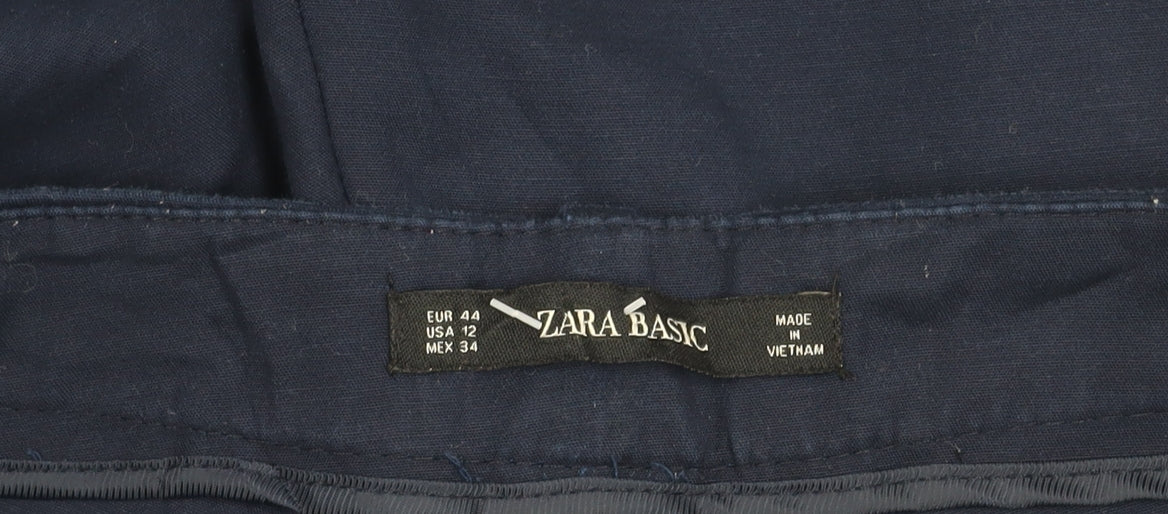 EUR 44
USA 12
MEX 34
ZARA BASIC
MADE
IN
VIETNAM